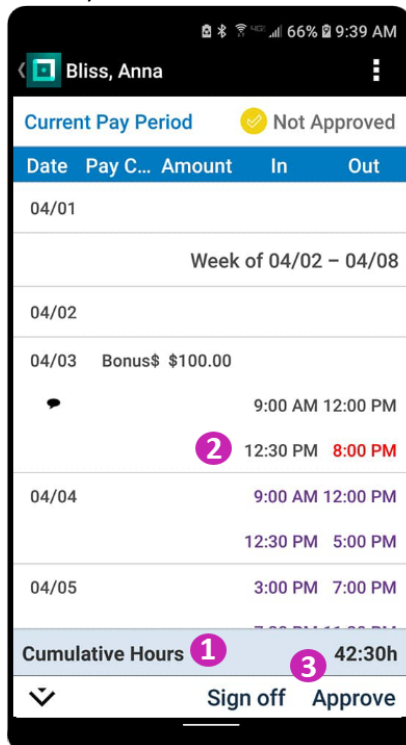 66% 9:39 AM
Bliss, Anna
Current Pay Period Not Approved
Date Pay C... Amount In Out
04/01
Week of 04/02 – 04/08
04/02
04/03 Bonus$ $100.00
9:00 AM 12:00 PM
2 12:30 PM 8:00 PM
04/04 9:00 AM 12:00 PM
12:30 PM 5:00 PM
04/05 3:00 PM 7:00 PM
Cumulative Hours 1 42:30h
3
Sign off Approve